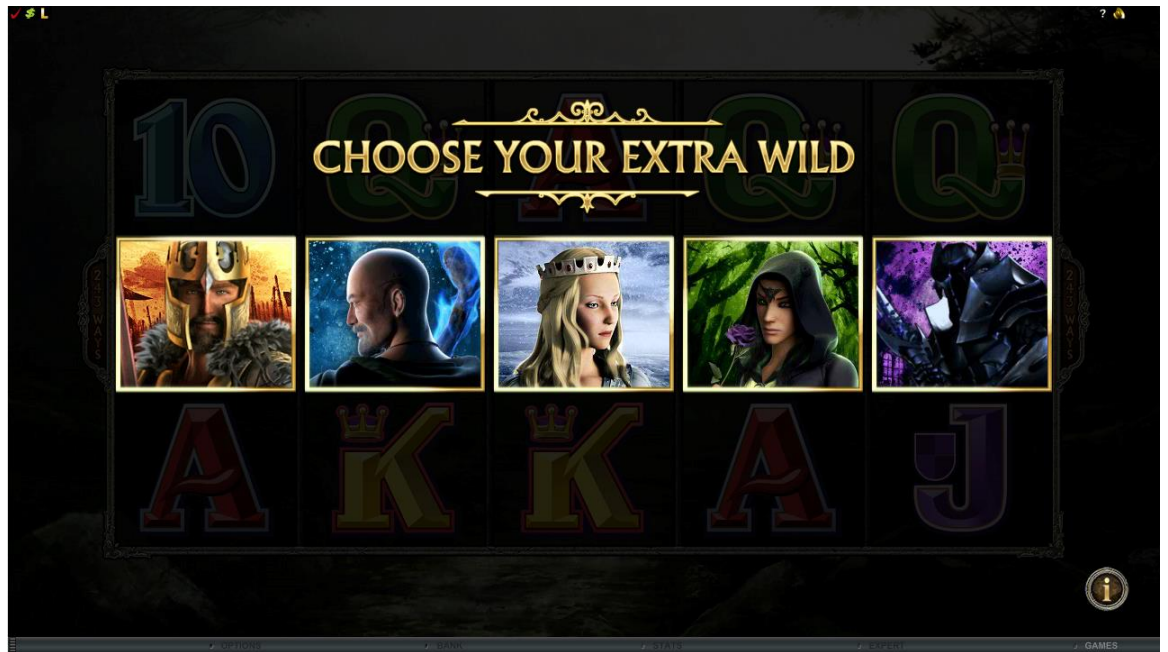 L ?
10 Q A Q Q
CHOOSE YOUR EXTRA WILD
243 WAYS 243 WAYS
A K K A J
i
OPTIONS BANK STATS EXPERT GAMES